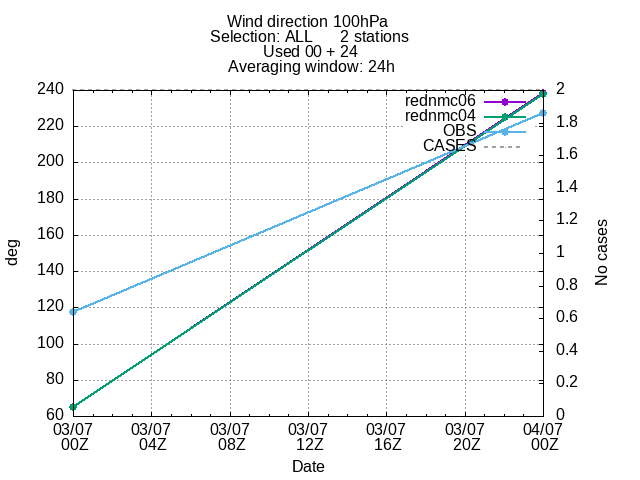 Wind direction 100hPa
Selection: ALL 2 stations
Used 00 + 24
Averaging window: 24h
240 2
220 1.8
200 1.6
180 1.4
160 1.2
140 1
120 0.8
100 0.6
80 0.4
60 0.2
0
rednmc06
rednmc04
OBS
CASES
deg
No cases
03/07 03/07 03/07 03/07 03/07 03/07 04/07
00Z 04Z 08Z 12Z 16Z 20Z 00Z
Date